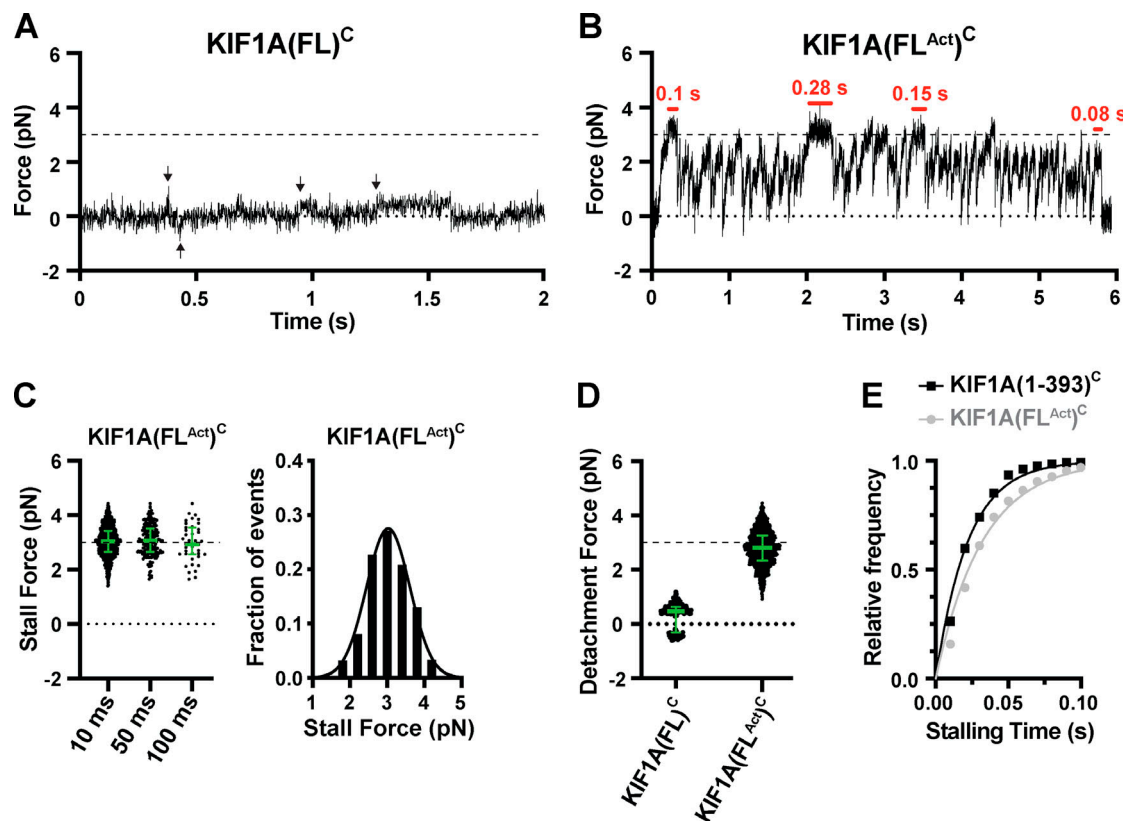 A
KIF1A(FL)^C
Force (pN)
6
4
2
0
-2
0
0.5
1
1.5
2
Time (s)
B
KIF1A(FL^Act)^C
0.1 s
0.28 s
0.15 s
0.08 s
Force (pN)
6
4
2
0
-2
0
1
2
3
4
5
6
Time (s)
C
KIF1A(FL^Act)^C
Stall Force (pN)
6
4
2
0
-2
10 ms
50 ms
100 ms
KIF1A(FL^Act)^C
Fraction of events
0.4
0.3
0.2
0.1
0.0
1
2
3
4
5
Stall Force (pN)
D
Detachment Force (pN)
6
4
2
0
-2
KIF1A(FL)^C
KIF1A(FL^Act)^C
E
KIF1A(1-393)^C
KIF1A(FL^Act)^C
Relative frequency
1.0
0.5
0.0
0.00
0.05
0.10
Stalling Time (s)